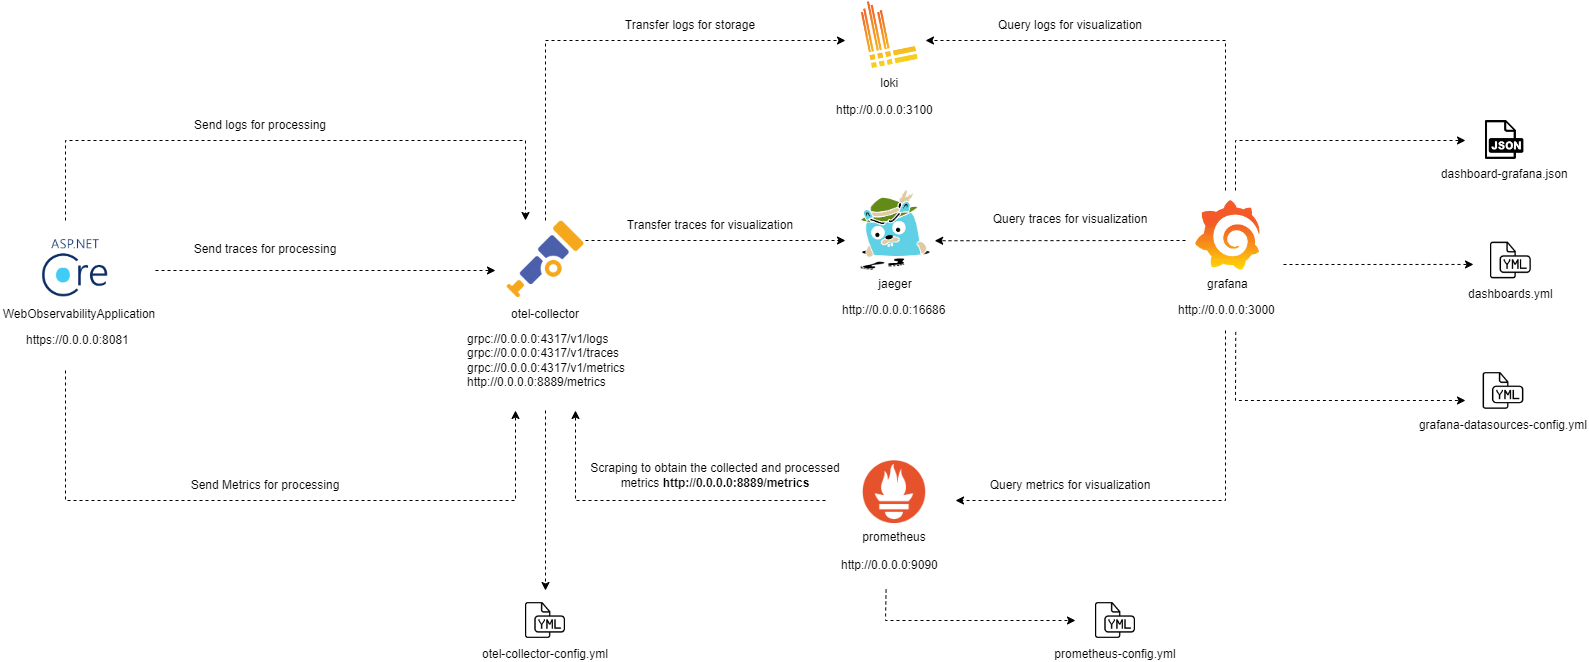 Transfer logs for storage
Query logs for visualization
loki
http://0.0.0.0:3100
Send logs for processing
JSON
dashboard-grafana.json
Transfer traces for visualization
Query traces for visualization
ASP.NET
Core
Send traces for processing
WebObservabilityApplication
https://0.0.0.0:8081
otel-collector
grpc://0.0.0.0:4317/v1/logs
grpc://0.0.0.0:4317/v1/traces
grpc://0.0.0.0:4317/v1/metrics
http://0.0.0.0:8889/metrics
jaeger
http://0.0.0.0:16686
grafana
http://0.0.0.0:3000
YML
dashboards.yml
YML
grafana-datasources-config.yml
Send Metrics for processing
Scraping to obtain the collected and processed
metrics http://0.0.0.0:8889/metrics
Query metrics for visualization
prometheus
http://0.0.0.0:9090
YML
otel-collector-config.yml
YML
prometheus-config.yml